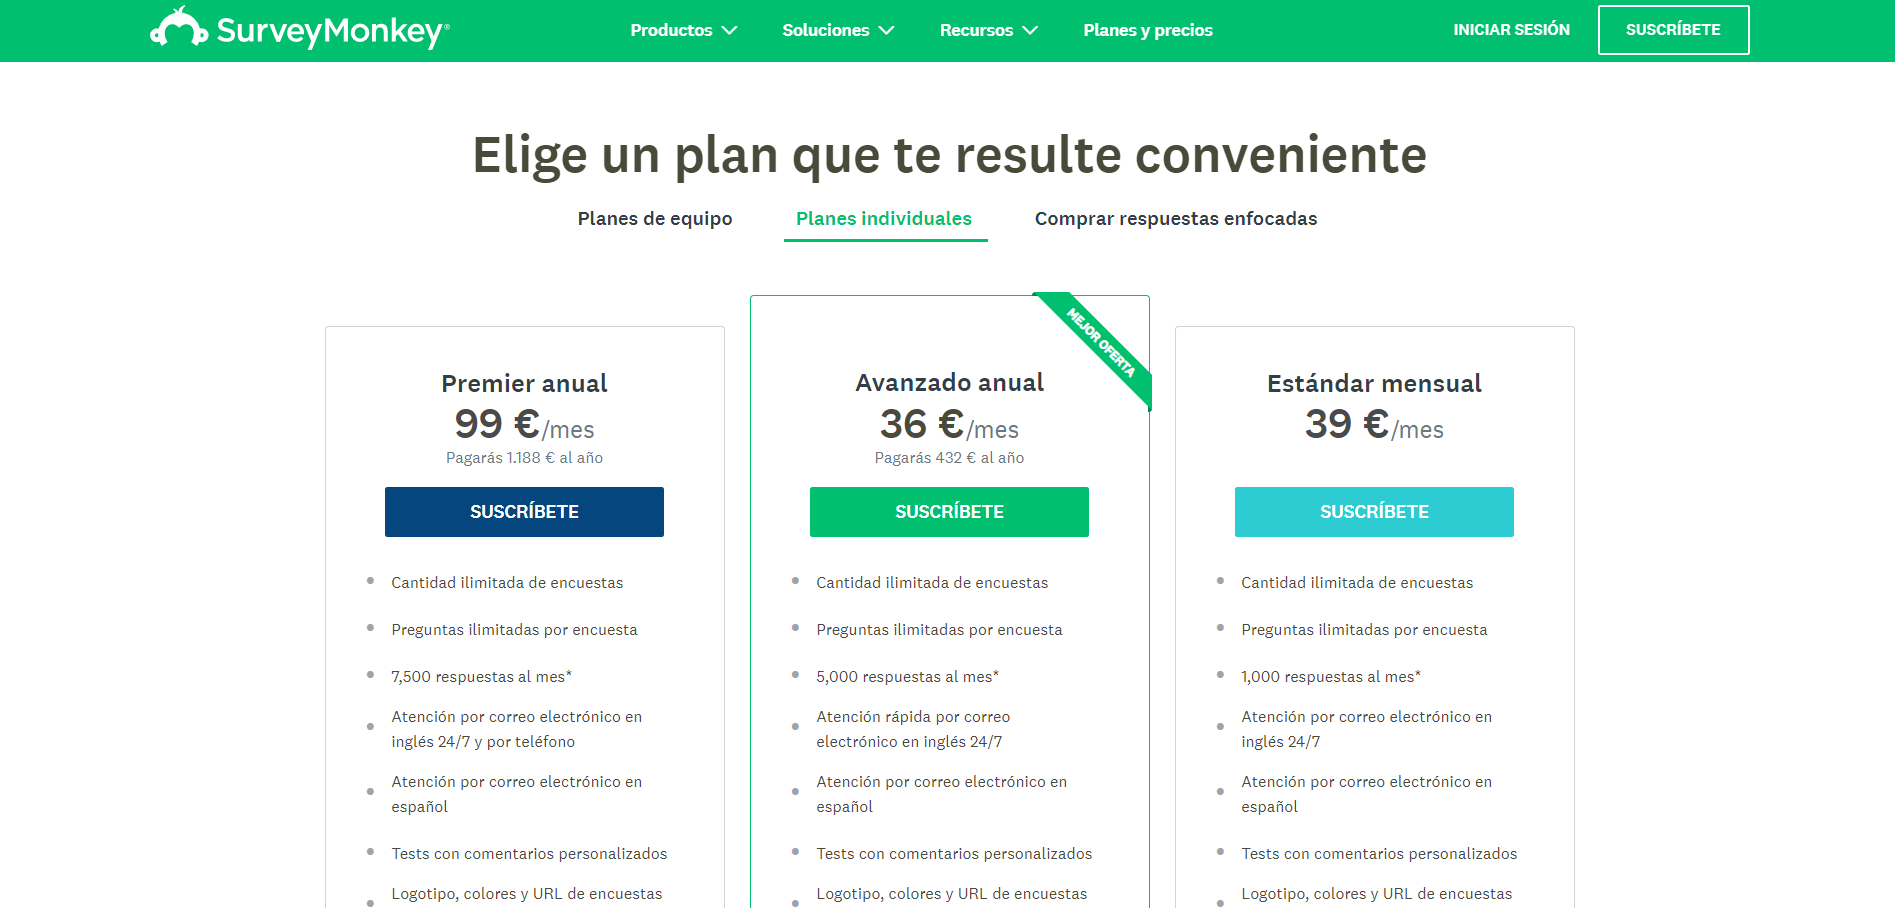 SurveyMonkey®
Productos
Soluciones
Recursos
Planes y precios
INICIAR SESIÓN
SUSCRÍBETE
Elige un plan que te resulte conveniente
Planes de equipo
Planes individuales
Comprar respuestas enfocadas
Premier anual
99 €/mes
Pagarás 1.188 € al año
SUSCRÍBETE
Cantidad ilimitada de encuestas
Preguntas ilimitadas por encuesta
7,500 respuestas al mes*
Atención por correo electrónico en
inglés 24/7 y por teléfono
Atención por correo electrónico en
español
Tests con comentarios personalizados
Logotipo, colores y URL de encuestas
MEJOR OFERTA
Avanzado anual
36 €/mes
Pagarás 432 € al año
SUSCRÍBETE
Cantidad ilimitada de encuestas
Preguntas ilimitadas por encuesta
5,000 respuestas al mes*
Atención rápida por correo
electrónico en inglés 24/7
Atención por correo electrónico en
español
Tests con comentarios personalizados
Logotipo, colores y URL de encuestas
Estándar mensual
39 €/mes
SUSCRÍBETE
Cantidad ilimitada de encuestas
Preguntas ilimitadas por encuesta
1,000 respuestas al mes*
Atención por correo electrónico en
inglés 24/7
Atención por correo electrónico en
español
Tests con comentarios personalizados
Logotipo, colores y URL de encuestas